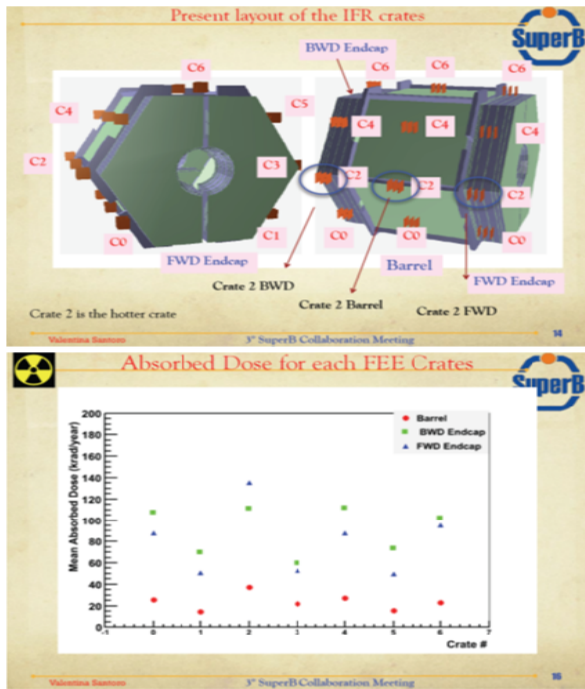 Present layout of the IFR crates
SuperB
BWD Endcap
C6
C6
C6
C6
C4
C5
C4
C4
C4
C2
C3
C2
C2
C2
C0
C1
C0
C0
C0
FWD Endcap
Barrel
FWD Endcap
Crate 2 BWD
Crate 2 Barrel
Crate 2 FWD
Crate 2 is the hotter crate
Valentina Santoro
3° SuperB Collaboration Meeting
14
Absorbed Dose for each FEE Crates
SuperB
Mean Absorbed Dose (krad/year)
200
180
160
140
120
100
80
60
40
20
0
Barrel
BWD Endcap
FWD Endcap
-1 0 1 2 3 4 5 6 7
Crate #
Valentina Santoro
3° SuperB Collaboration Meeting
16